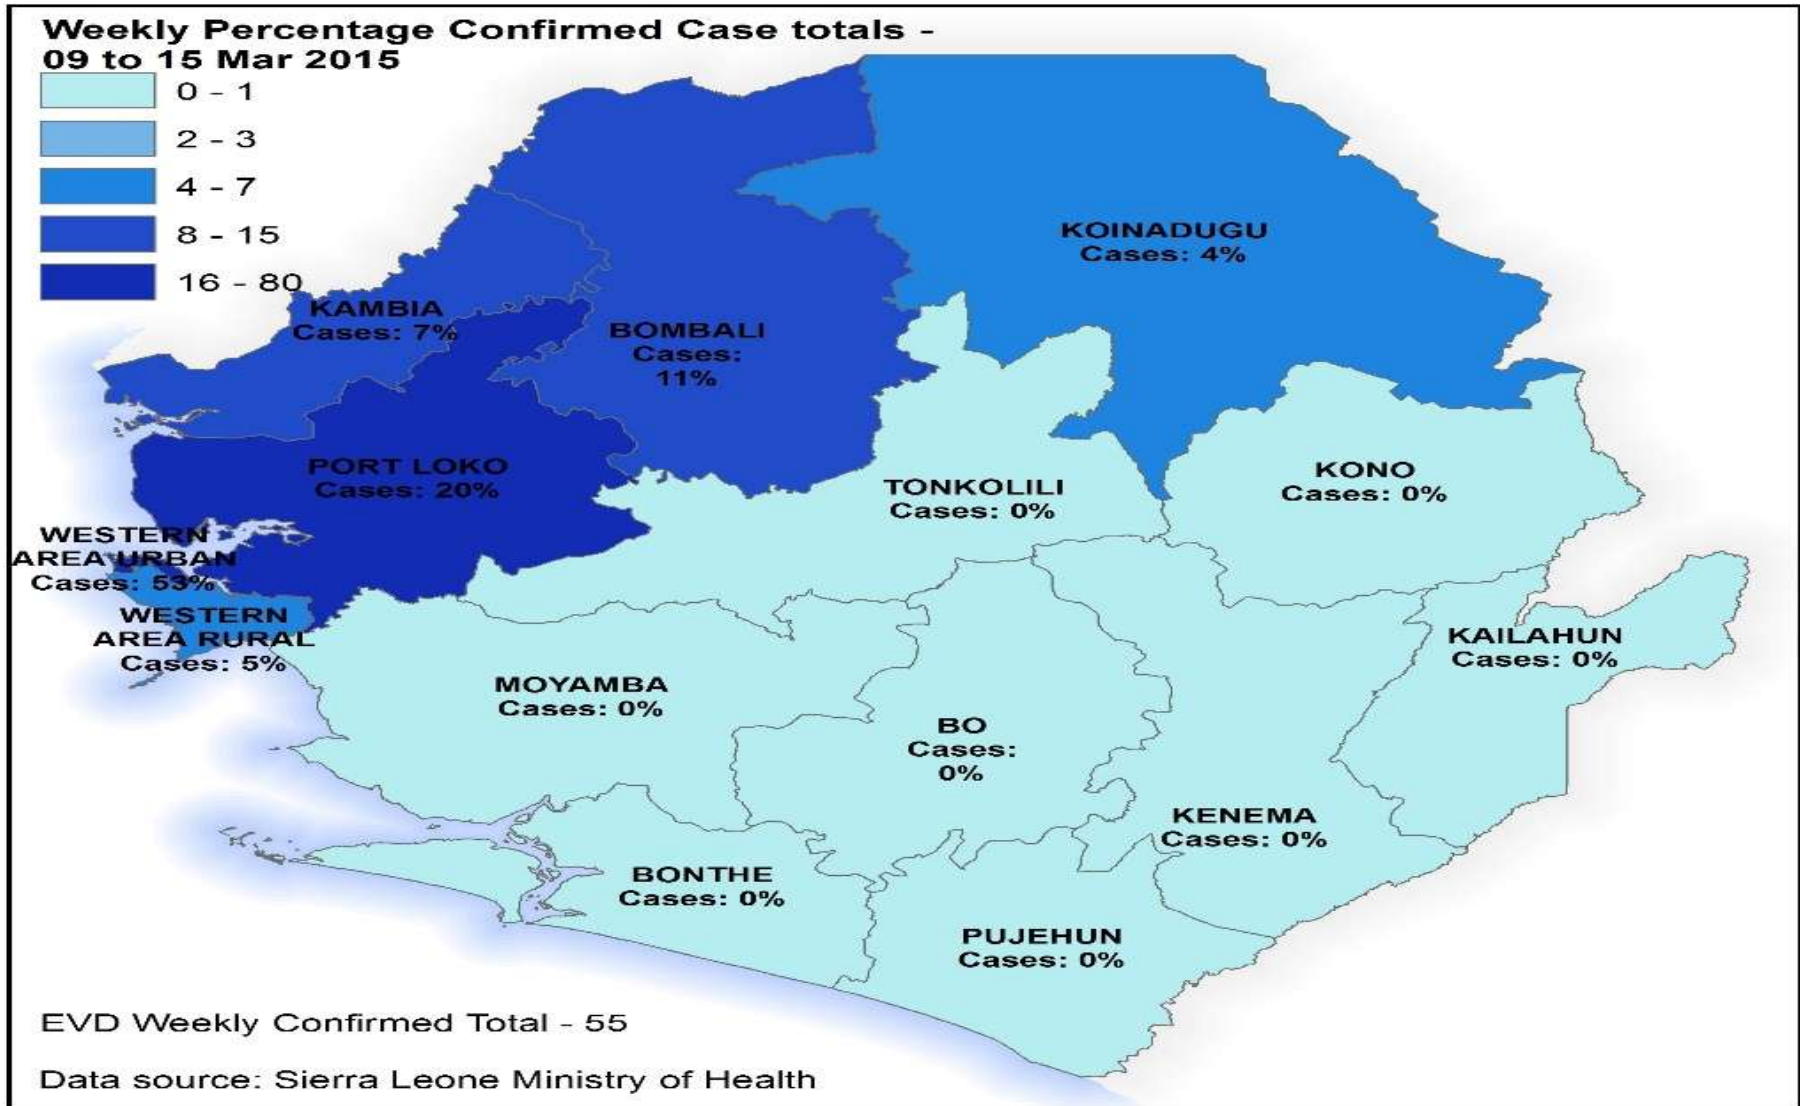 Weekly Percentage Confirmed Case totals -
09 to 15 Mar 2015
0 - 1
2 - 3
4 - 7
8 - 15
16 - 80
KOINADUGU
Cases: 4%
KAMBIA
Cases: 7%
BOMBALI
Cases:
11%
PORT LOKO
Cases: 20%
TONKOLILI
Cases: 0%
KONO
Cases: 0%
WESTERN
AREA URBAN
Cases: 53%
WESTERN
AREA RURAL
Cases: 5%
KAILAHUN
Cases: 0%
MOYAMBA
Cases: 0%
BO
Cases:
0%
KENEMA
Cases: 0%
BONTHE
Cases: 0%
PUJEHUN
Cases: 0%
EVD Weekly Confirmed Total - 55
Data source: Sierra Leone Ministry of Health